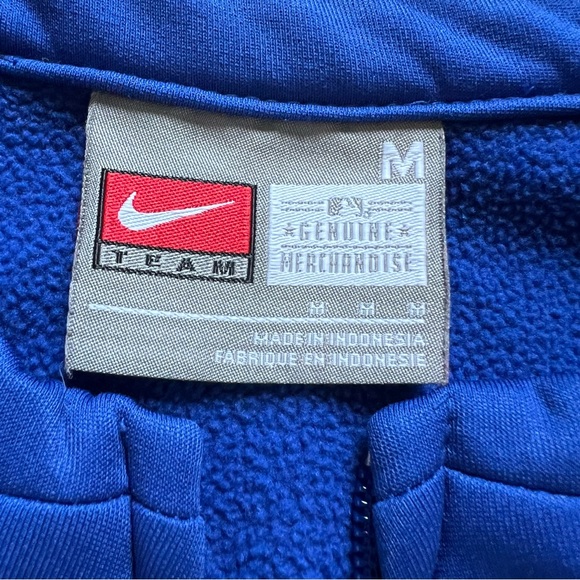 M
TEAM
GENUINE
MERCHANDISE
M M M
MADE IN INDONESIA
FABRIQUE EN INDONESIE